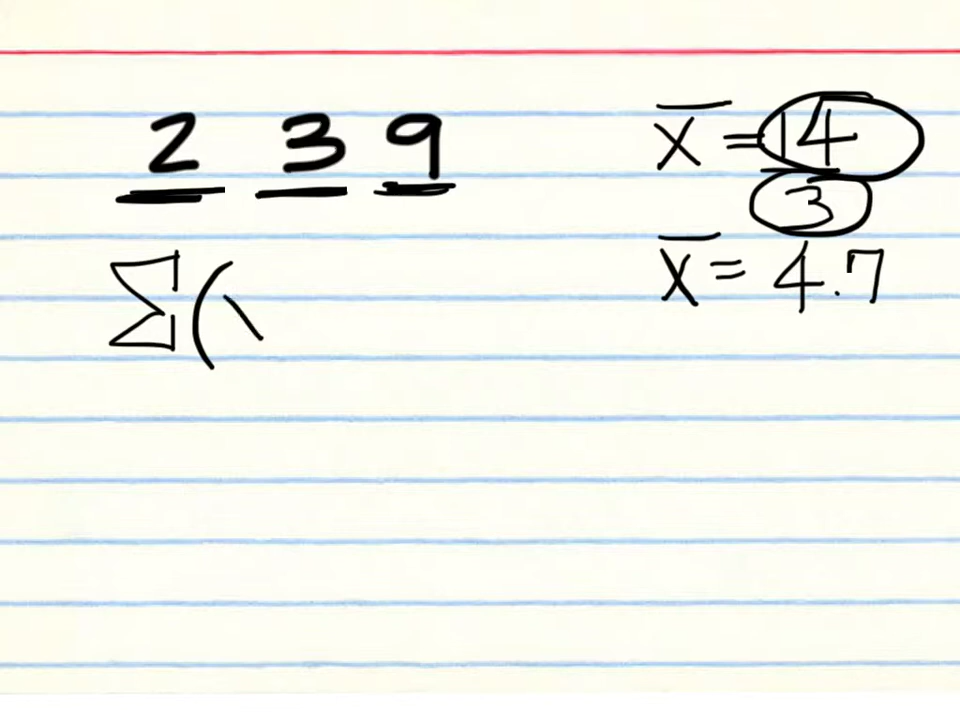 2 3 9
x̄ = 14
3
x̄ = 4.7
Σ(